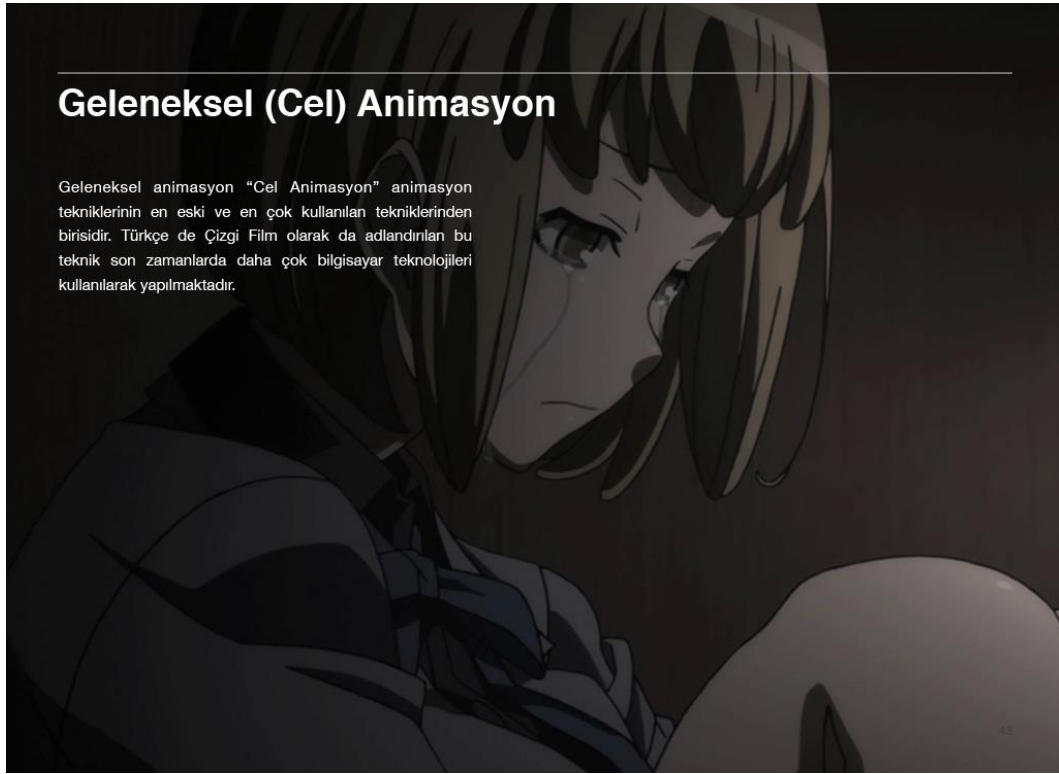 Geleneksel (Cel) Animasyon
Geleneksel animasyon “Cel Animasyon” animasyon
tekniklerinin en eski ve en çok kullanılan tekniklerinden
birisidir. Türkçe de Çizgi Film olarak da adlandırılan bu
teknik son zamanlarda daha çok bilgisayar teknolojileri
kullanılarak yapılmaktadır.
43